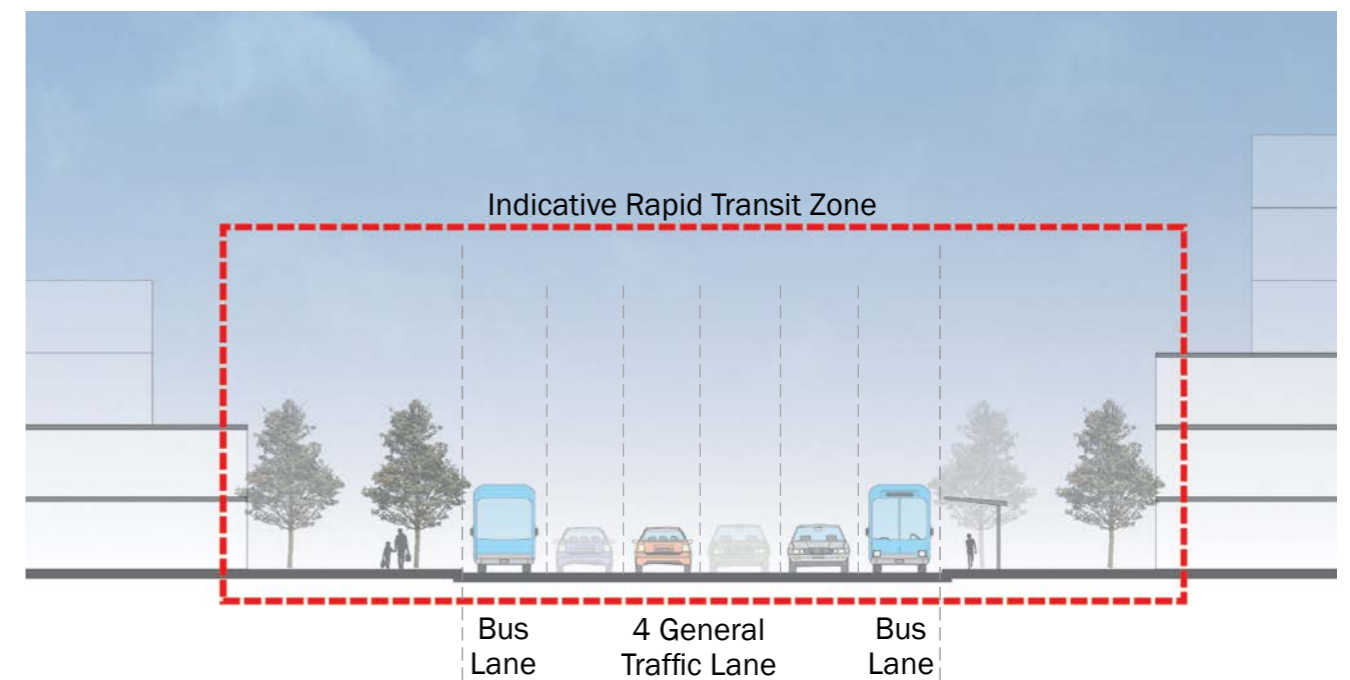 Indicative Rapid Transit Zone
Bus
Lane
4 General
Traffic Lane
Bus
Lane